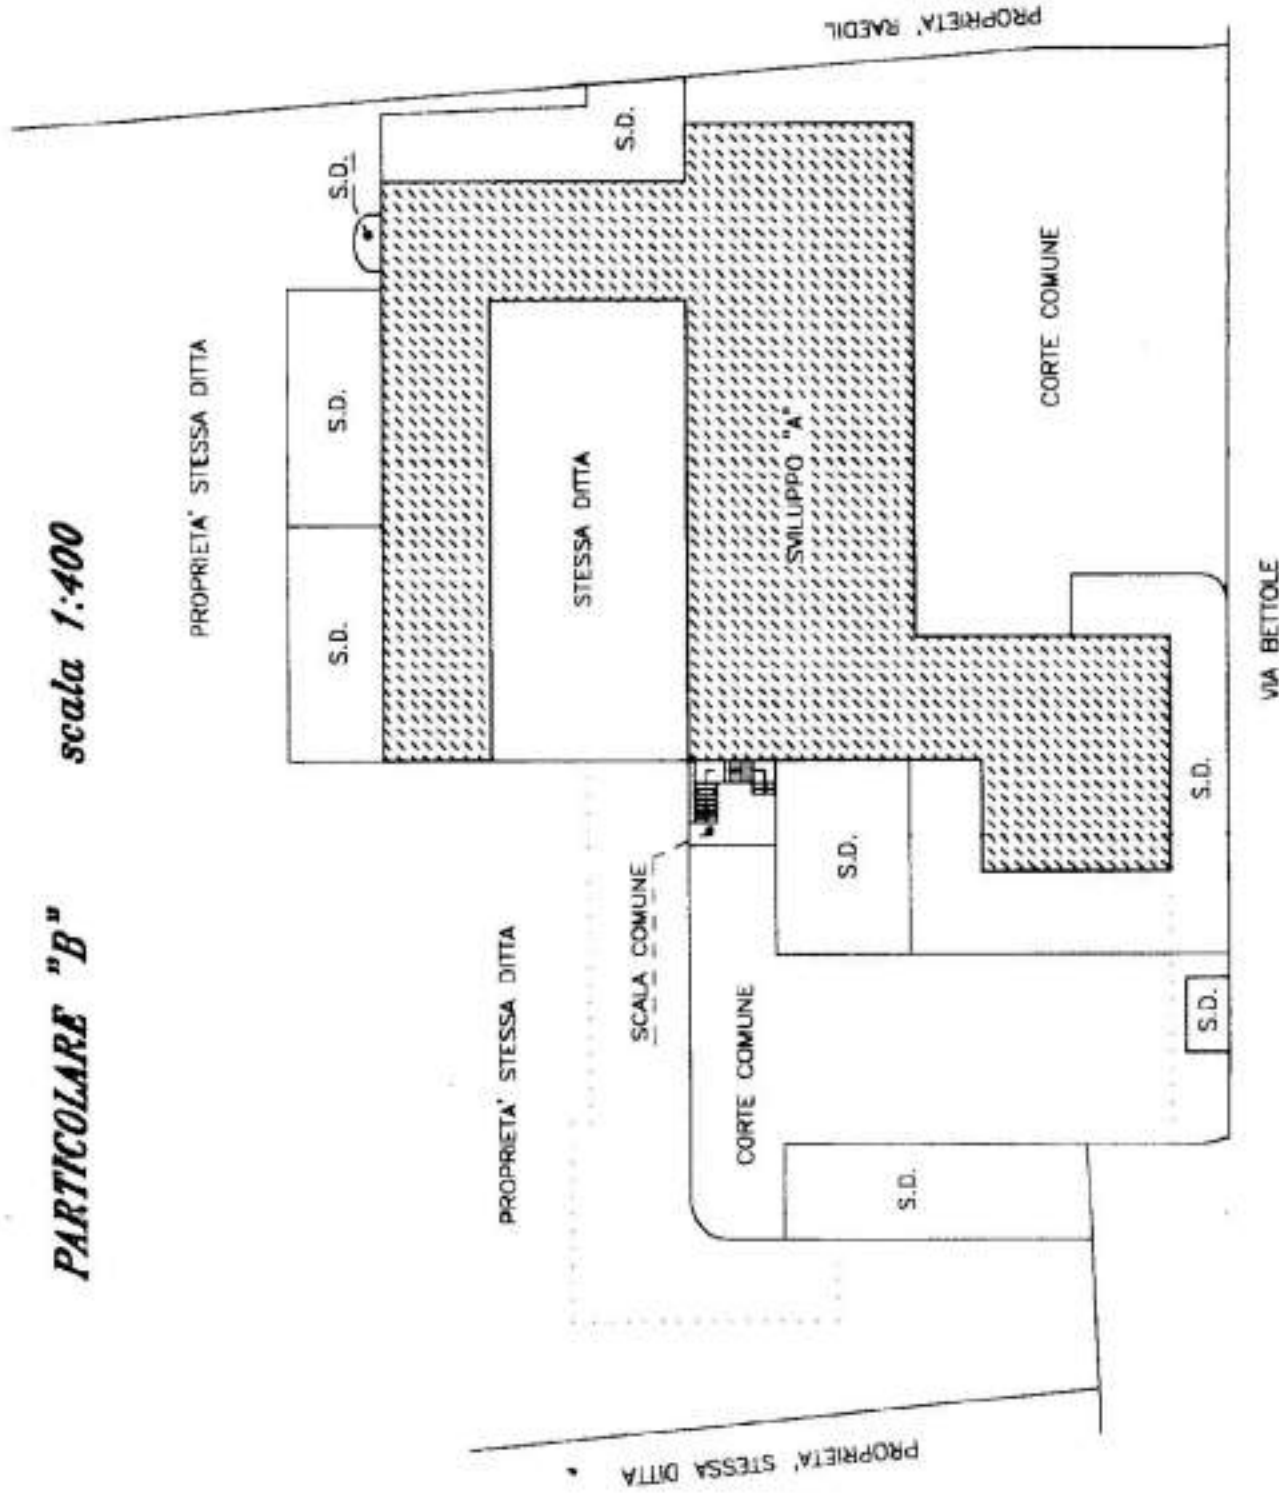 PARTICOLARE "B" scala 1:400
PROPRIETA' STESSA DITTA
S.D.
S.D.
S.D.
S.D.
PROPRIETA' RAEDIL
STESSA DITTA
PROPRIETA' STESSA DITTA
SCALA COMUNE
SVILUPPO "A"
CORTE COMUNE
S.D.
CORTE COMUNE
S.D.
S.D.
S.D.
PROPRIETA' STESSA DITTA
VIA BETTOLE